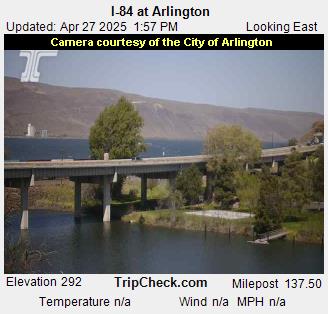 I-84 at Arlington
Updated: Apr 27 2025 1:57 PM Looking East
Camera courtesy of the City of Arlington
Elevation 292 TripCheck.com Milepost 137.50
Temperature n/a Wind n/a MPH n/a